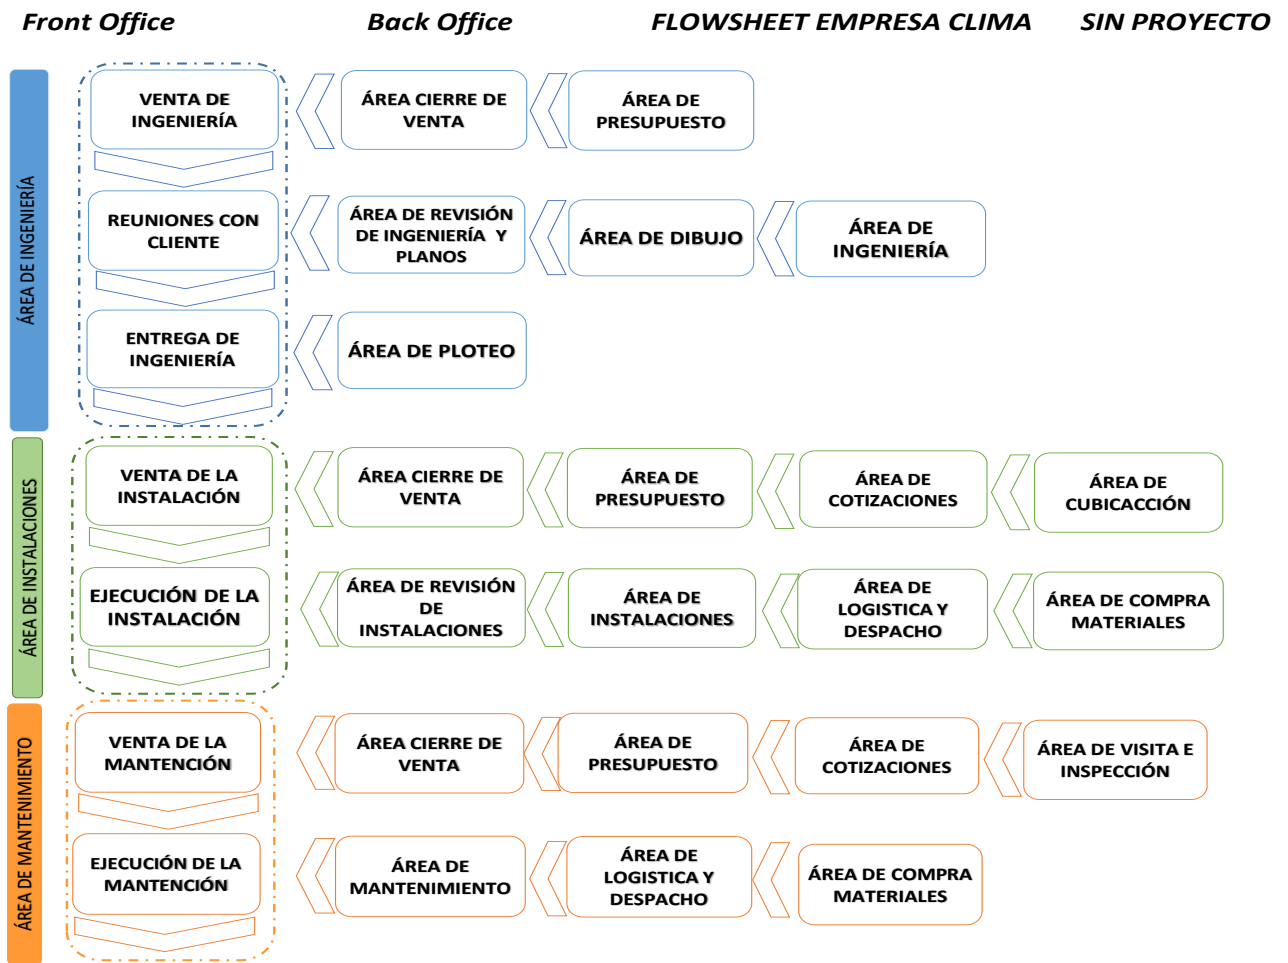 Front Office
Back Office
FLOWSHEET EMPRESA CLIMA
SIN PROYECTO
ÁREA DE INGENIERÍA
VENTA DE
INGENIERÍA
ÁREA CIERRE DE
VENTA
ÁREA DE
PRESUPUESTO
REUNIONES CON
CLIENTE
ÁREA DE REVISIÓN
DE INGENIERÍA Y
PLANOS
ÁREA DE DIBUJO
ÁREA DE
INGENIERÍA
ENTREGA DE
INGENIERÍA
ÁREA DE PLOTEO
ÁREA DE INSTALACIONES
VENTA DE LA
INSTALACIÓN
ÁREA CIERRE DE
VENTA
ÁREA DE
PRESUPUESTO
ÁREA DE
COTIZACIONES
ÁREA DE
CUBICACCIÓN
EJECUCIÓN DE LA
INSTALACIÓN
ÁREA DE REVISIÓN
DE
INSTALACIONES
ÁREA DE
INSTALACIONES
ÁREA DE
LOGISTICA Y
DESPACHO
ÁREA DE COMPRA
MATERIALES
ÁREA DE MANTENIMIENTO
VENTA DE LA
MANTENCIÓN
ÁREA CIERRE DE
VENTA
ÁREA DE
PRESUPUESTO
ÁREA DE
COTIZACIONES
ÁREA DE VISITA E
INSPECCIÓN
EJECUCIÓN DE LA
MANTENCIÓN
ÁREA DE
MANTENIMIENTO
ÁREA DE
LOGISTICA Y
DESPACHO
ÁREA DE COMPRA
MATERIALES